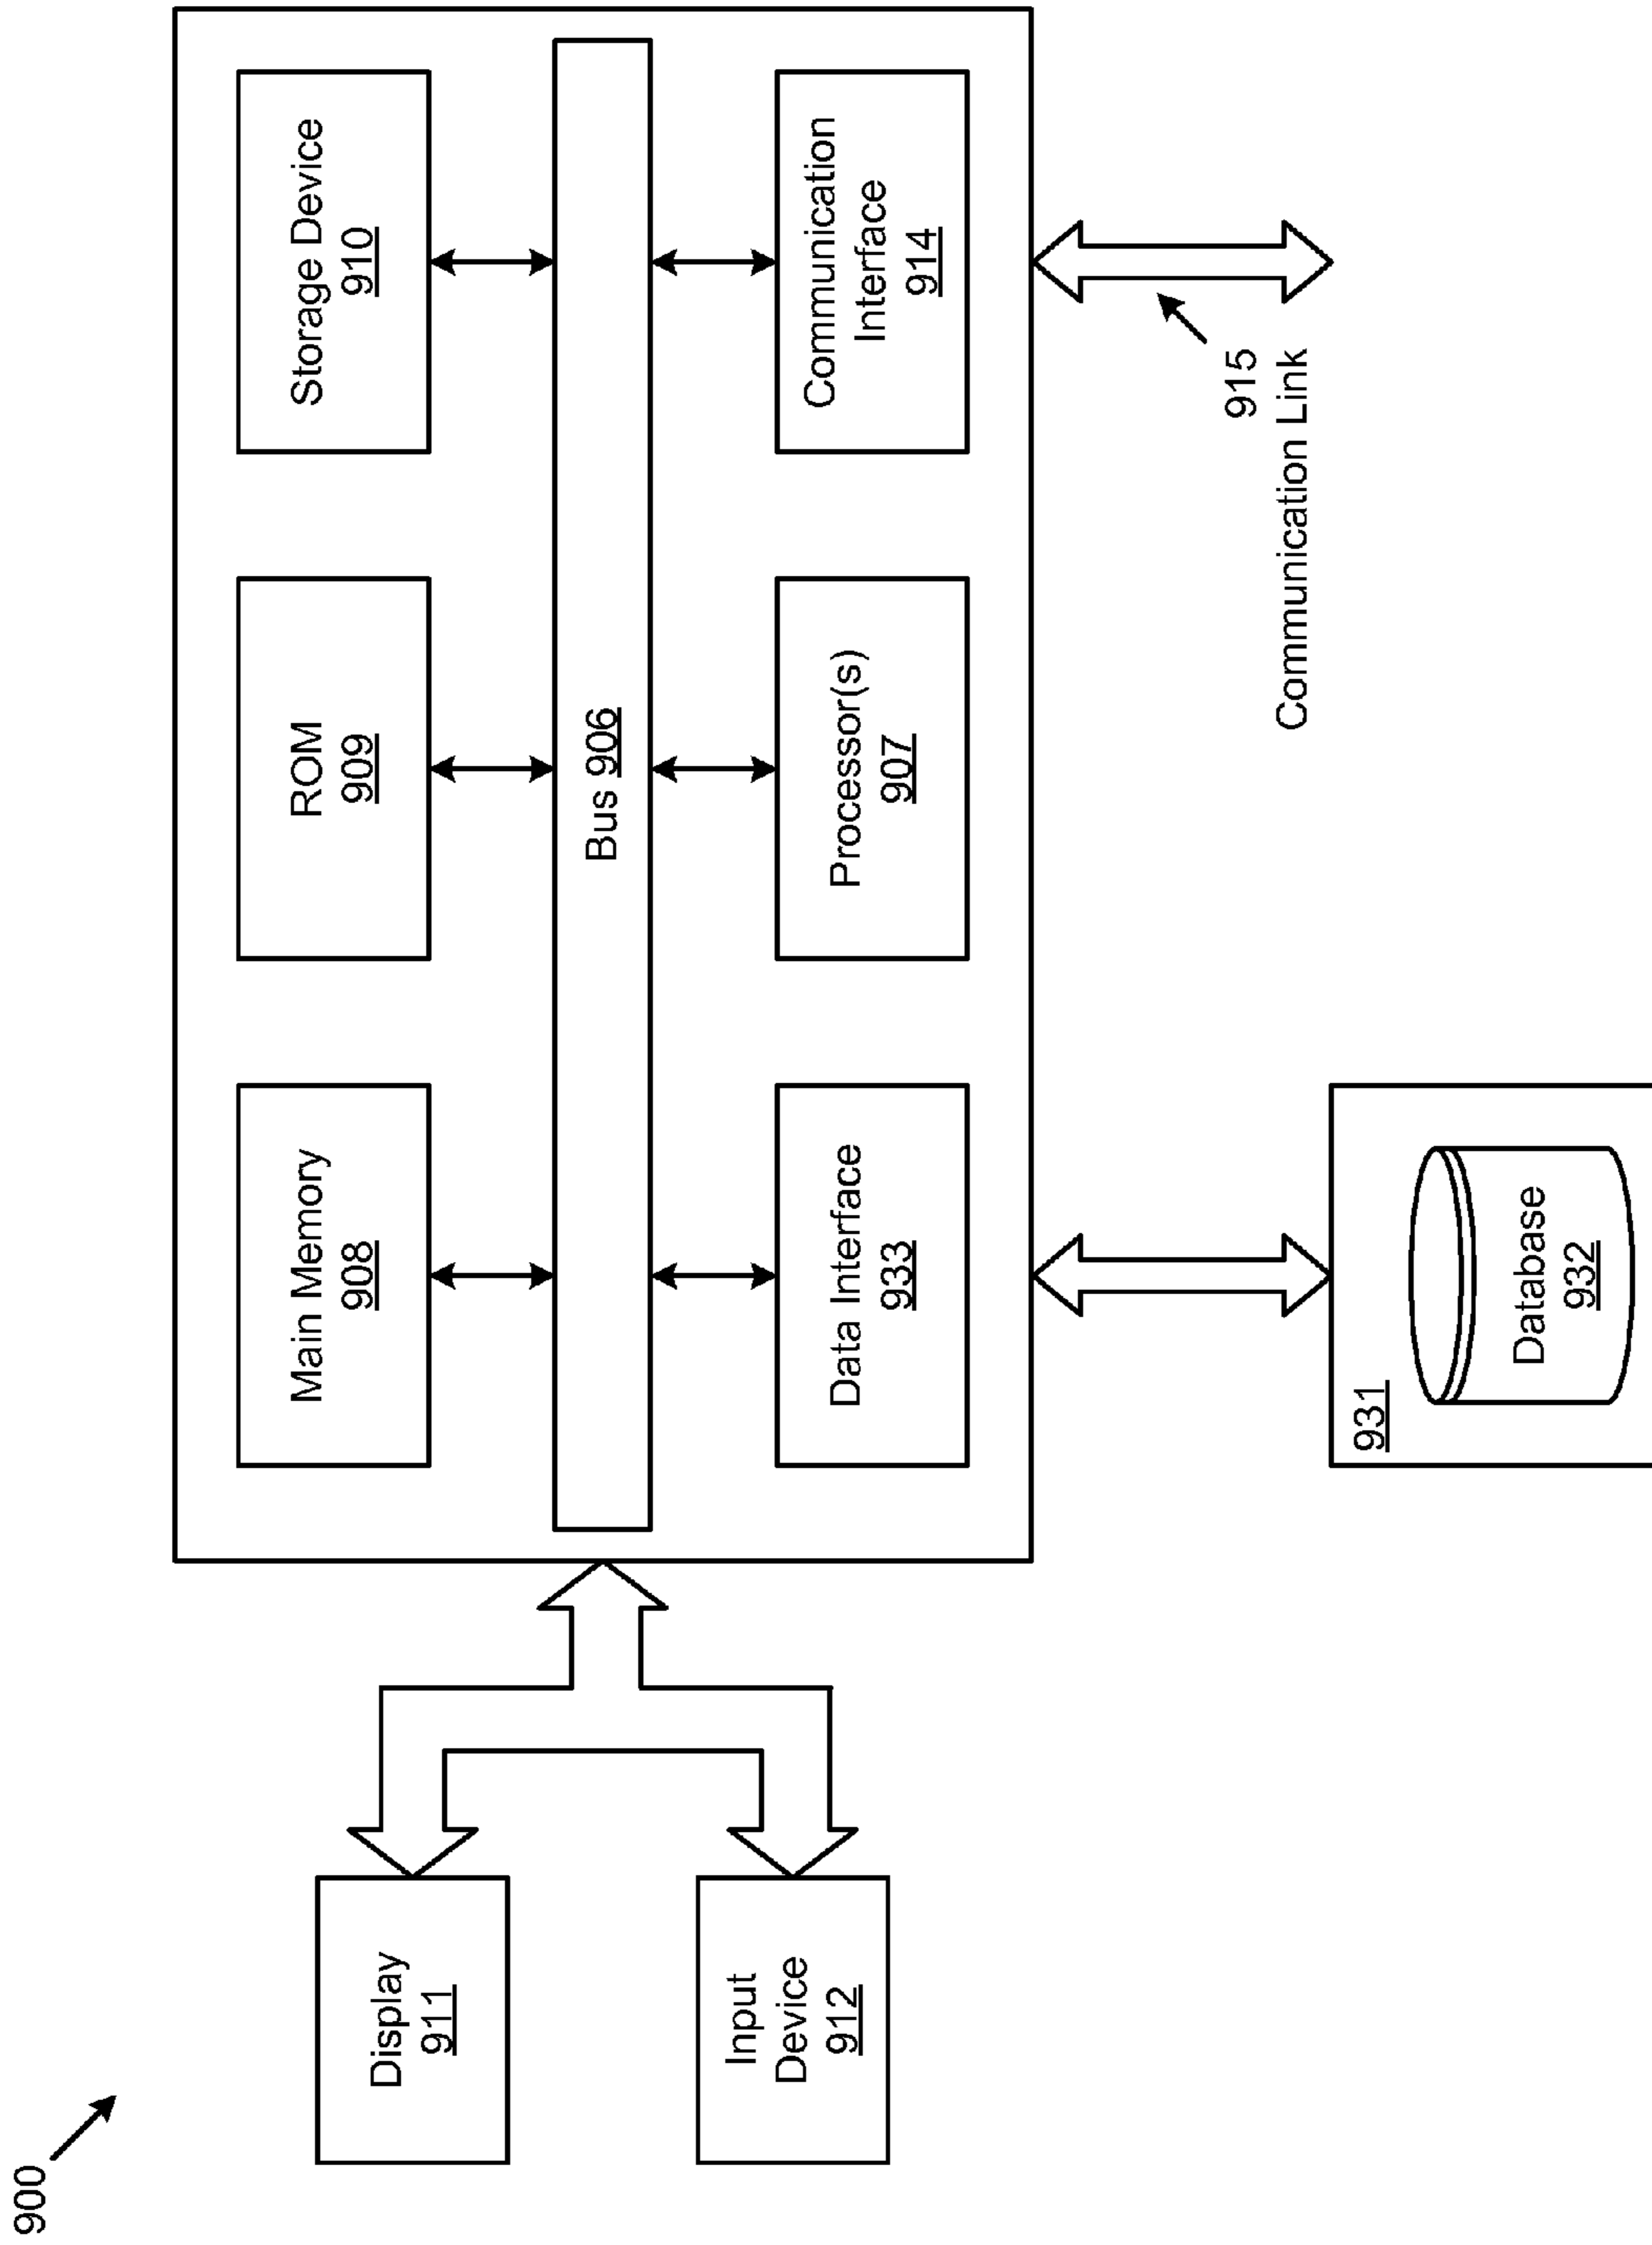 900
Main Memory
908
ROM
909
Storage Device
910
Display
911
Bus 906
Input
Device
912
Data Interface
933
Processor(s)
907
Communication
Interface
914
915
Communication Link
931
Database
932